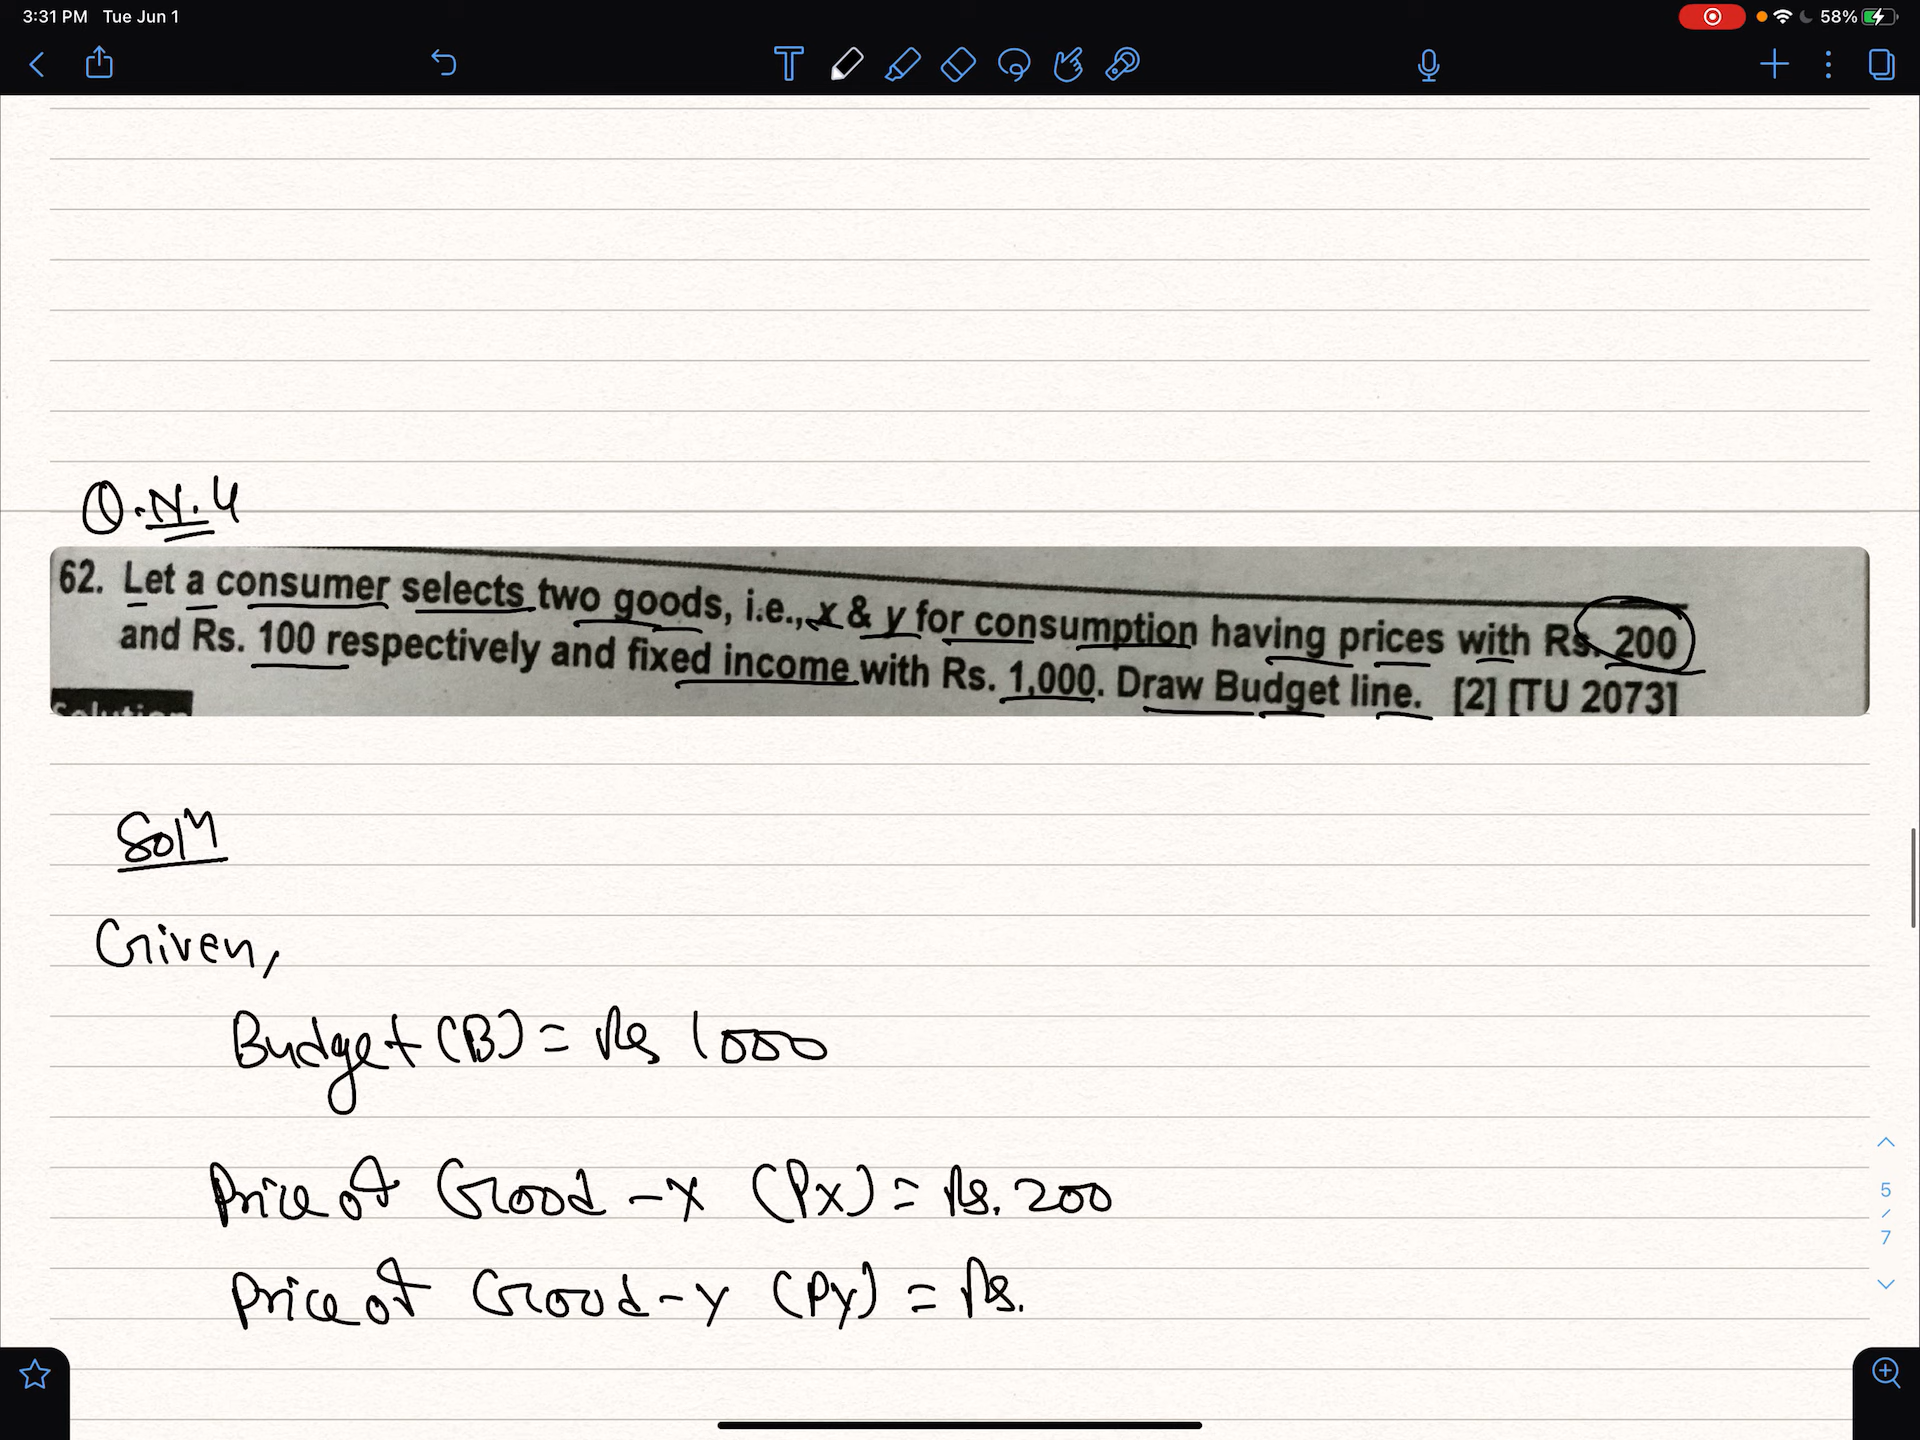 3:31 PM Tue Jun 1
58%
Q.N.4
62. Let a consumer selects two goods, i.e., x & y for consumption having prices with Rs. 200
and Rs. 100 respectively and fixed income with Rs. 1,000. Draw Budget line. [2] [TU 2073]
Solution
Soln
Given,
Budget (B) = Rs 1000
Price of Good - X (Px) = Rs. 200
Price of Good - Y (Py) = Rs.
5
/
7